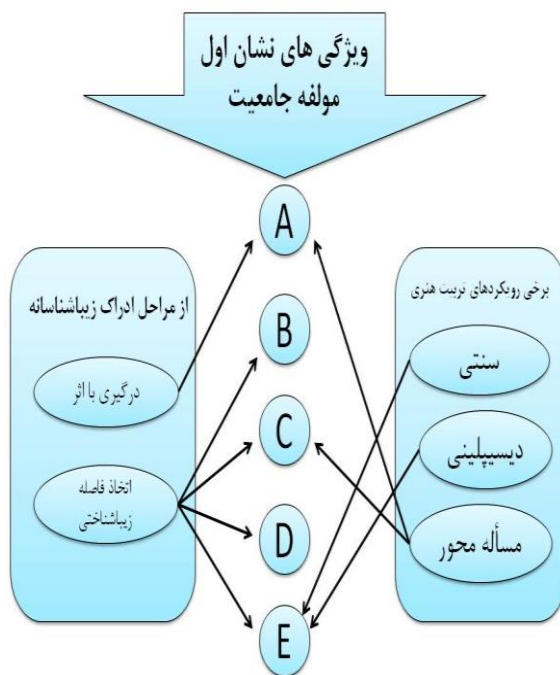 ویژگی های نشان اول
مولفه جامعیت
A
B
C
D
E
برخی رویکردهای تربیت هنری
سنتی
دیسیپلینی
مسأله محور
از مراحل ادراک زیباشناسانه
درگیری با اثر
اتخاذ فاصله
زیباشناختی